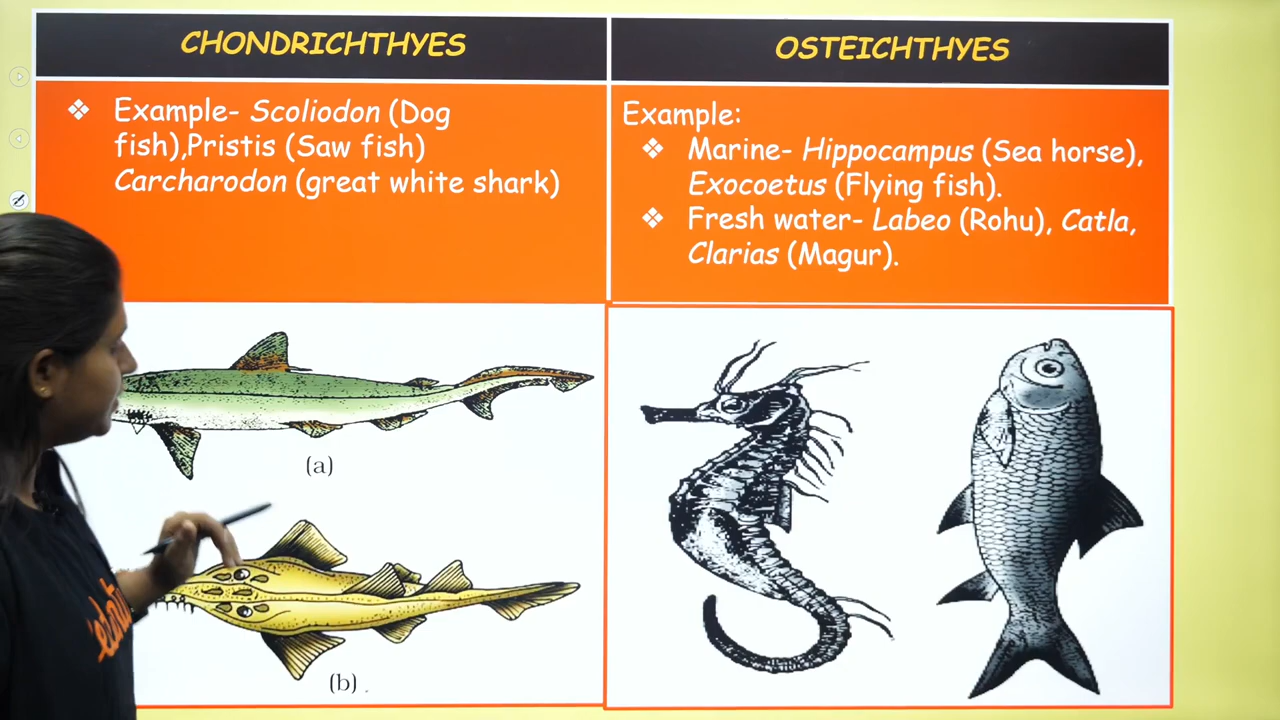 CHONDRICHTHYES
❖ Example- Scoliodon (Dog
fish),Pristis (Saw fish)
Carcharodon (great white shark)
(a)
(b) .
OSTEICHTHYES
Example:
❖ Marine- Hippocampus (Sea horse),
Exocoetus (Flying fish).
❖ Fresh water- Labeo (Rohu), Catla,
Clarias (Magur).